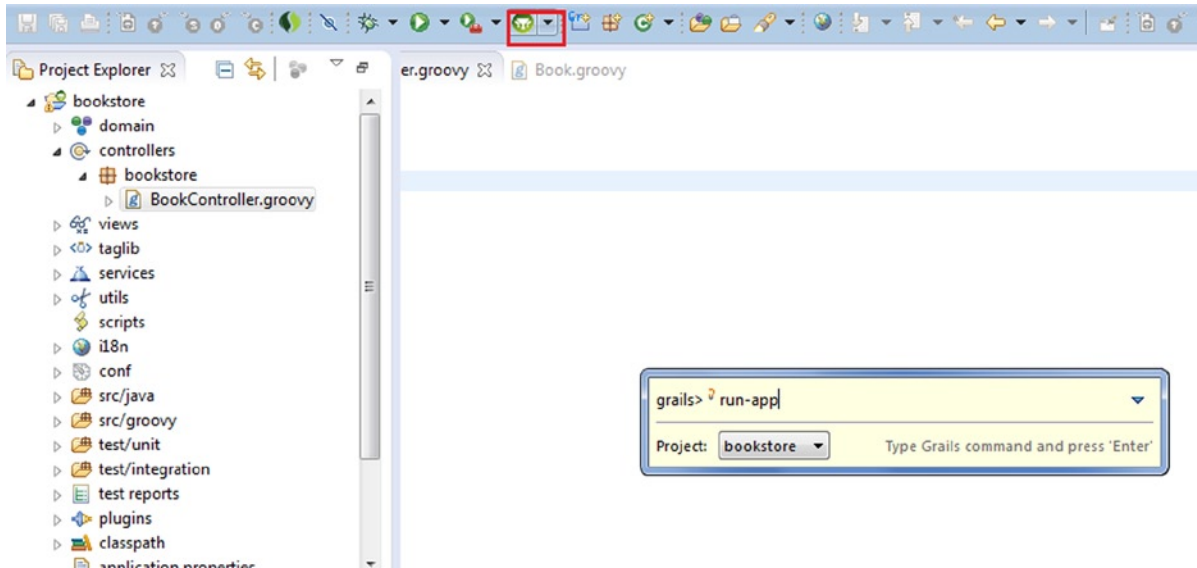 Project Explorer
er.groovy
Book.groovy
bookstore
domain
controllers
bookstore
BookController.groovy
views
taglib
services
utils
scripts
i18n
conf
src/java
src/groovy
test/unit
test/integration
test reports
plugins
classpath
application.properties
grails> run-app
Project: bookstore Type Grails command and press 'Enter'